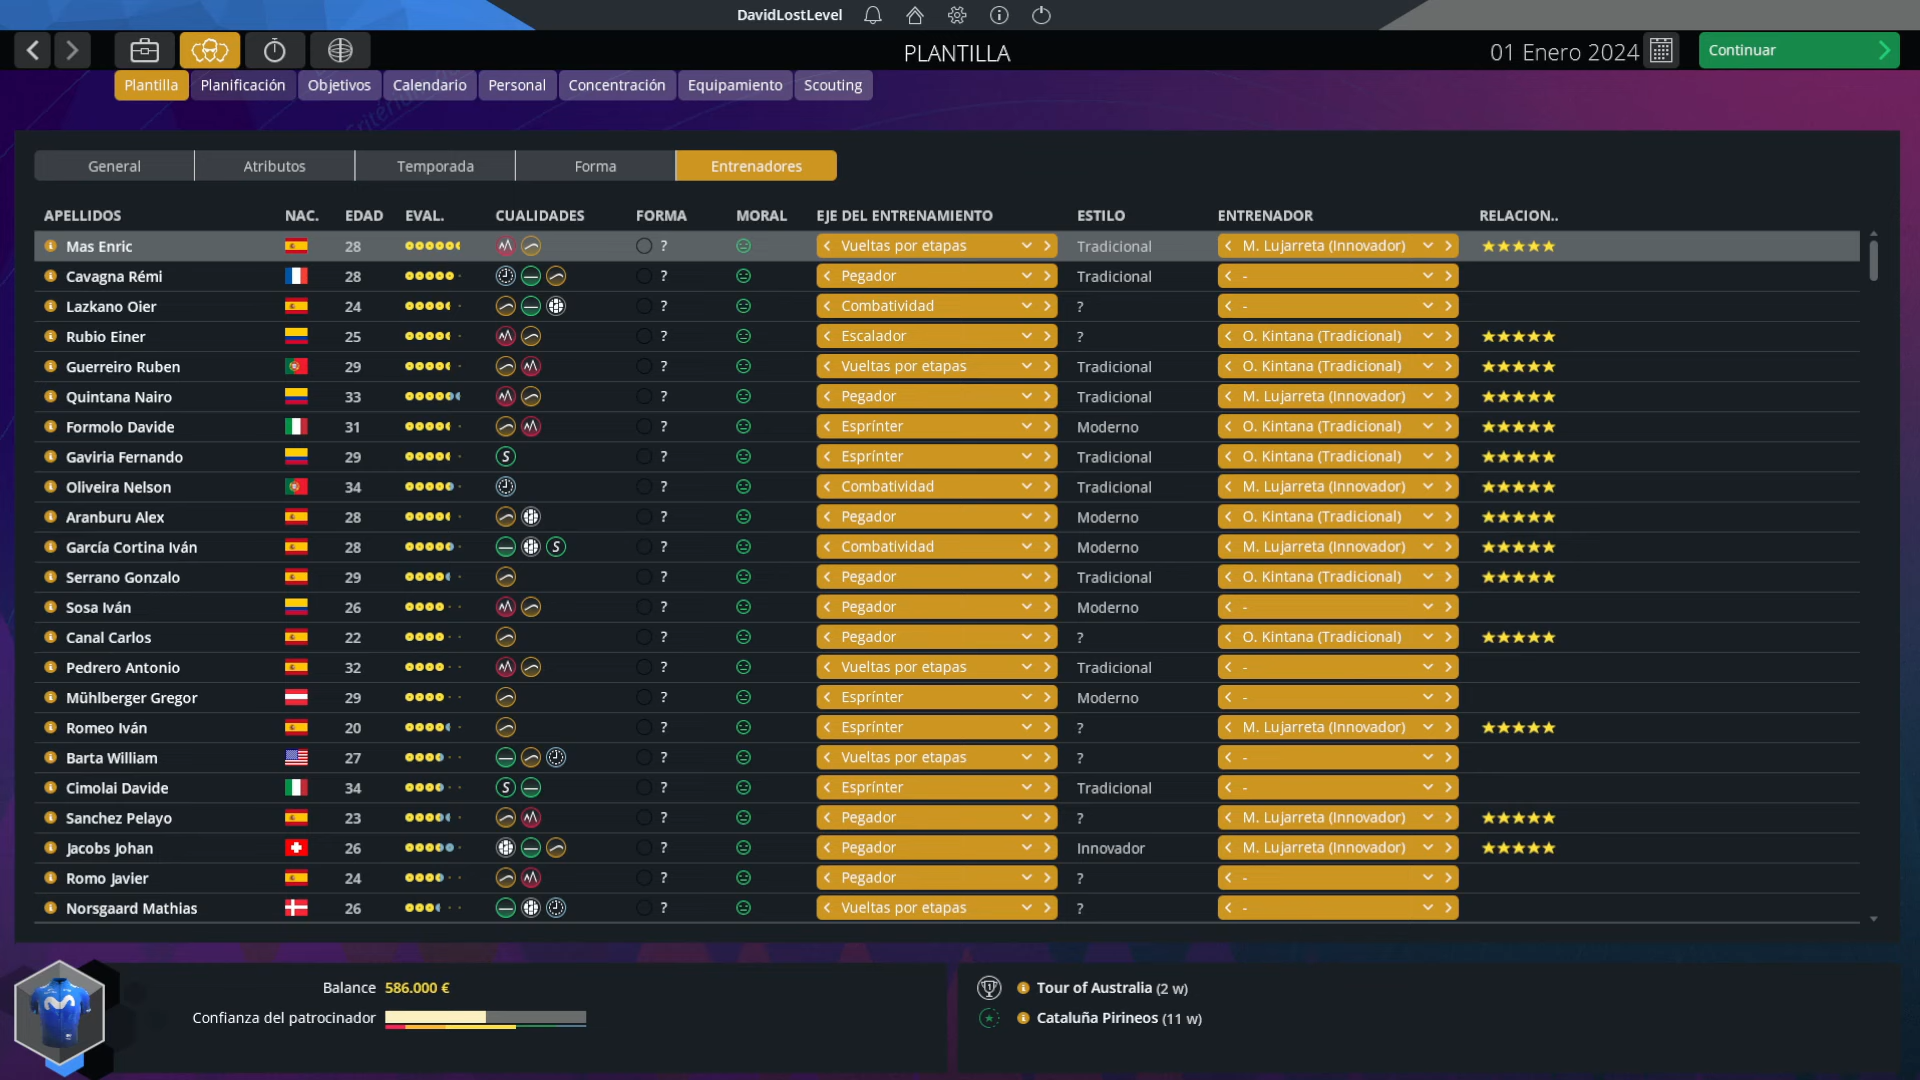 DavidLostLevel
PLANTILLA
01 Enero 2024
Continuar
Plantilla Planificación Objetivos Calendario Personal Concentración Equipamiento Scouting
General Atributos Temporada Forma Entrenadores
APELLIDOS NAC. EDAD EVAL. CUALIDADES FORMA MORAL EJE DEL ENTRENAMIENTO ESTILO ENTRENADOR RELACION..
Mas Enric 28 ? Vueltas por etapas Tradicional M. Lujarreta (Innovador)
Cavagna Rémi 28 ? Pegador Tradicional -
Lazkano Oier 24 ? Combatividad ? -
Rubio Einer 25 ? Escalador ? O. Kintana (Tradicional)
Guerreiro Ruben 29 ? Vueltas por etapas Tradicional O. Kintana (Tradicional)
Quintana Nairo 33 ? Pegador Tradicional M. Lujarreta (Innovador)
Formolo Davide 31 ? Esprínter Moderno O. Kintana (Tradicional)
Gaviria Fernando 29 S ? Esprínter Tradicional O. Kintana (Tradicional)
Oliveira Nelson 34 ? Combatividad Tradicional M. Lujarreta (Innovador)
Aranburu Alex 28 ? Pegador Moderno O. Kintana (Tradicional)
García Cortina Iván 28 S ? Combatividad Moderno M. Lujarreta (Innovador)
Serrano Gonzalo 29 ? Pegador Tradicional O. Kintana (Tradicional)
Sosa Iván 26 ? Pegador Moderno -
Canal Carlos 22 ? Pegador ? O. Kintana (Tradicional)
Pedrero Antonio 32 ? Vueltas por etapas Tradicional -
Mühlberger Gregor 29 ? Esprínter Moderno -
Romeo Iván 20 ? Esprínter ? M. Lujarreta (Innovador)
Barta William 27 ? Vueltas por etapas ? -
Cimolai Davide 34 S ? Esprínter Tradicional -
Sanchez Pelayo 23 ? Pegador ? M. Lujarreta (Innovador)
Jacobs Johan 26 ? Pegador Innovador M. Lujarreta (Innovador)
Romo Javier 24 ? Pegador ? -
Norsgaard Mathias 26 ? Vueltas por etapas ? -
Balance 586.000 €
Confianza del patrocinador
Tour of Australia (2 w)
Cataluña Pirineos (11 w)